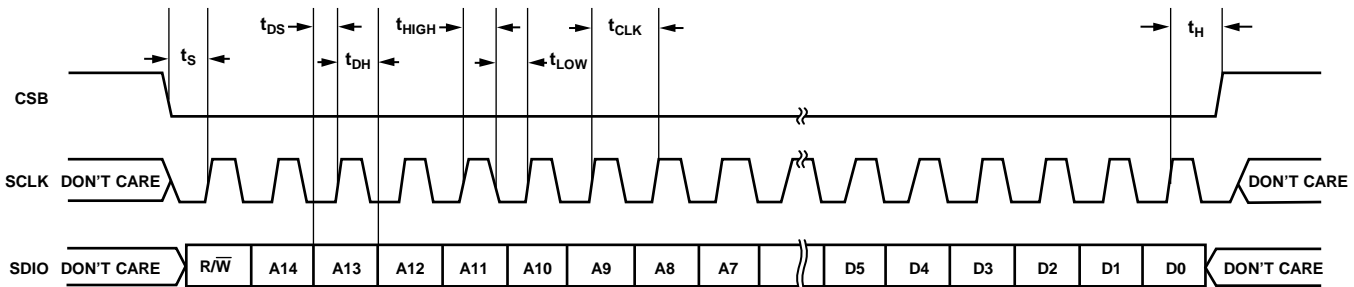 tDS
tHIGH
tCLK
tH
tS
tDH
tLOW
CSB
SCLK DON'T CARE DON'T CARE
SDIO DON'T CARE R/W̅ A14 A13 A12 A11 A10 A9 A8 A7 D5 D4 D3 D2 D1 D0 DON'T CARE